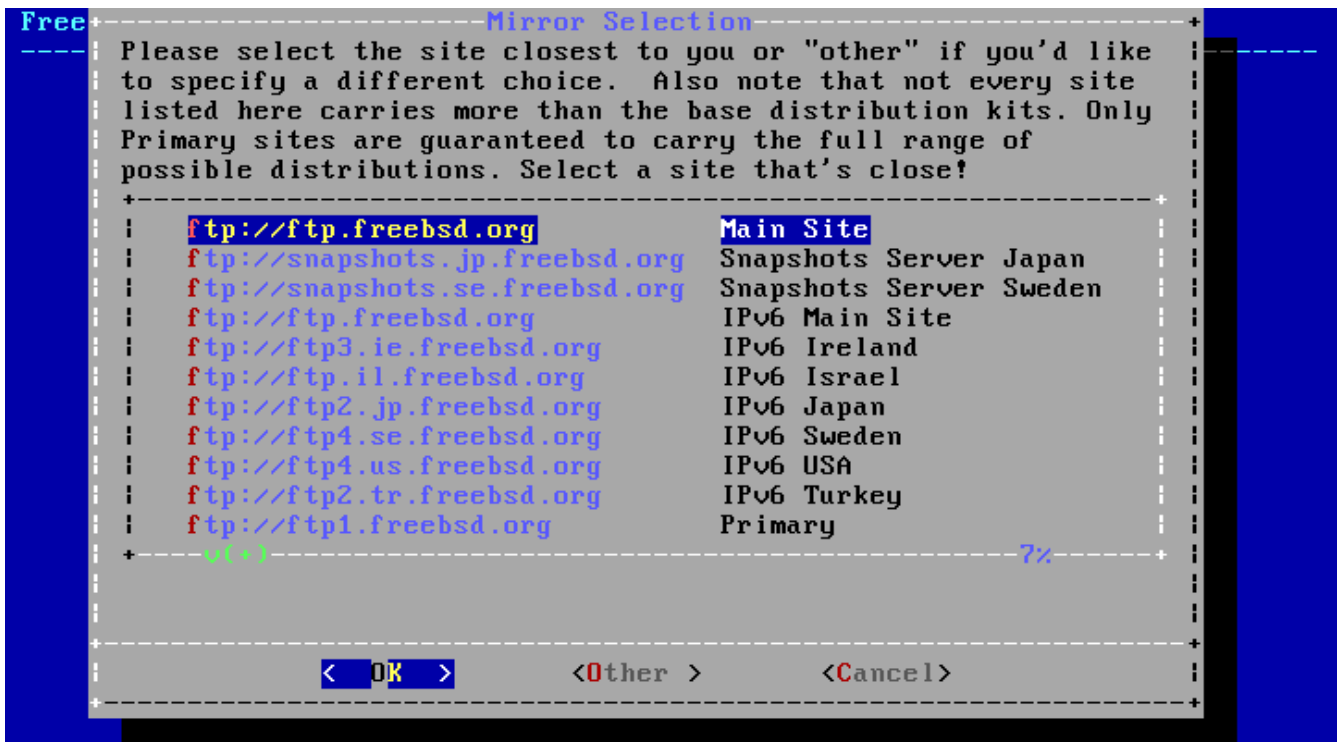 Free
Mirror Selection
Please select the site closest to you or "other" if you'd like
to specify a different choice.  Also note that not every site
listed here carries more than the base distribution kits. Only
Primary sites are guaranteed to carry the full range of
possible distributions. Select a site that's close!
ftp://ftp.freebsd.org Main Site
ftp://snapshots.jp.freebsd.org Snapshots Server Japan
ftp://snapshots.se.freebsd.org Snapshots Server Sweden
ftp://ftp.freebsd.org IPv6 Main Site
ftp://ftp3.ie.freebsd.org IPv6 Ireland
ftp://ftp.il.freebsd.org IPv6 Israel
ftp://ftp2.jp.freebsd.org IPv6 Japan
ftp://ftp4.se.freebsd.org IPv6 Sweden
ftp://ftp4.us.freebsd.org IPv6 USA
ftp://ftp2.tr.freebsd.org IPv6 Turkey
ftp://ftp1.freebsd.org Primary
v(+) 7%
<  OK  > <Other > <Cancel>